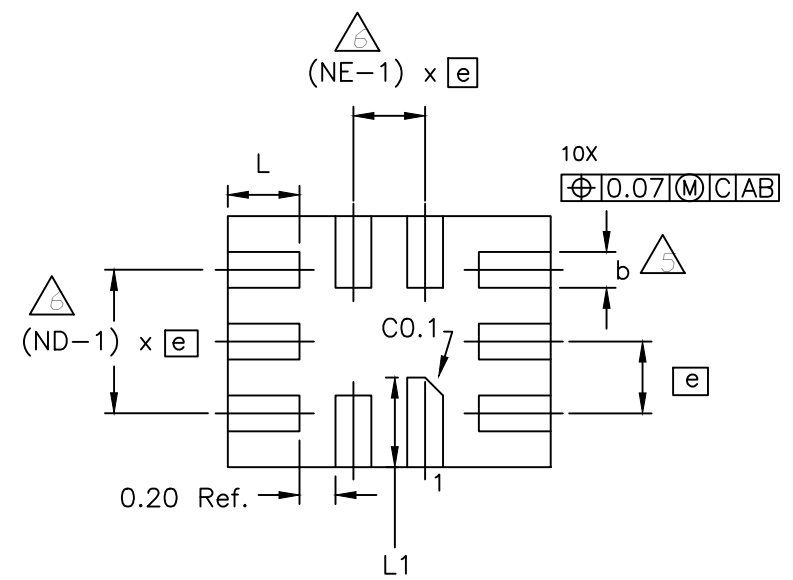 6
(NE-1) x e
10X
⌖ 0.07 Ⓜ C AB
L
b 5
6
(ND-1) x e
C0.1
e
0.20 Ref.
1
L1